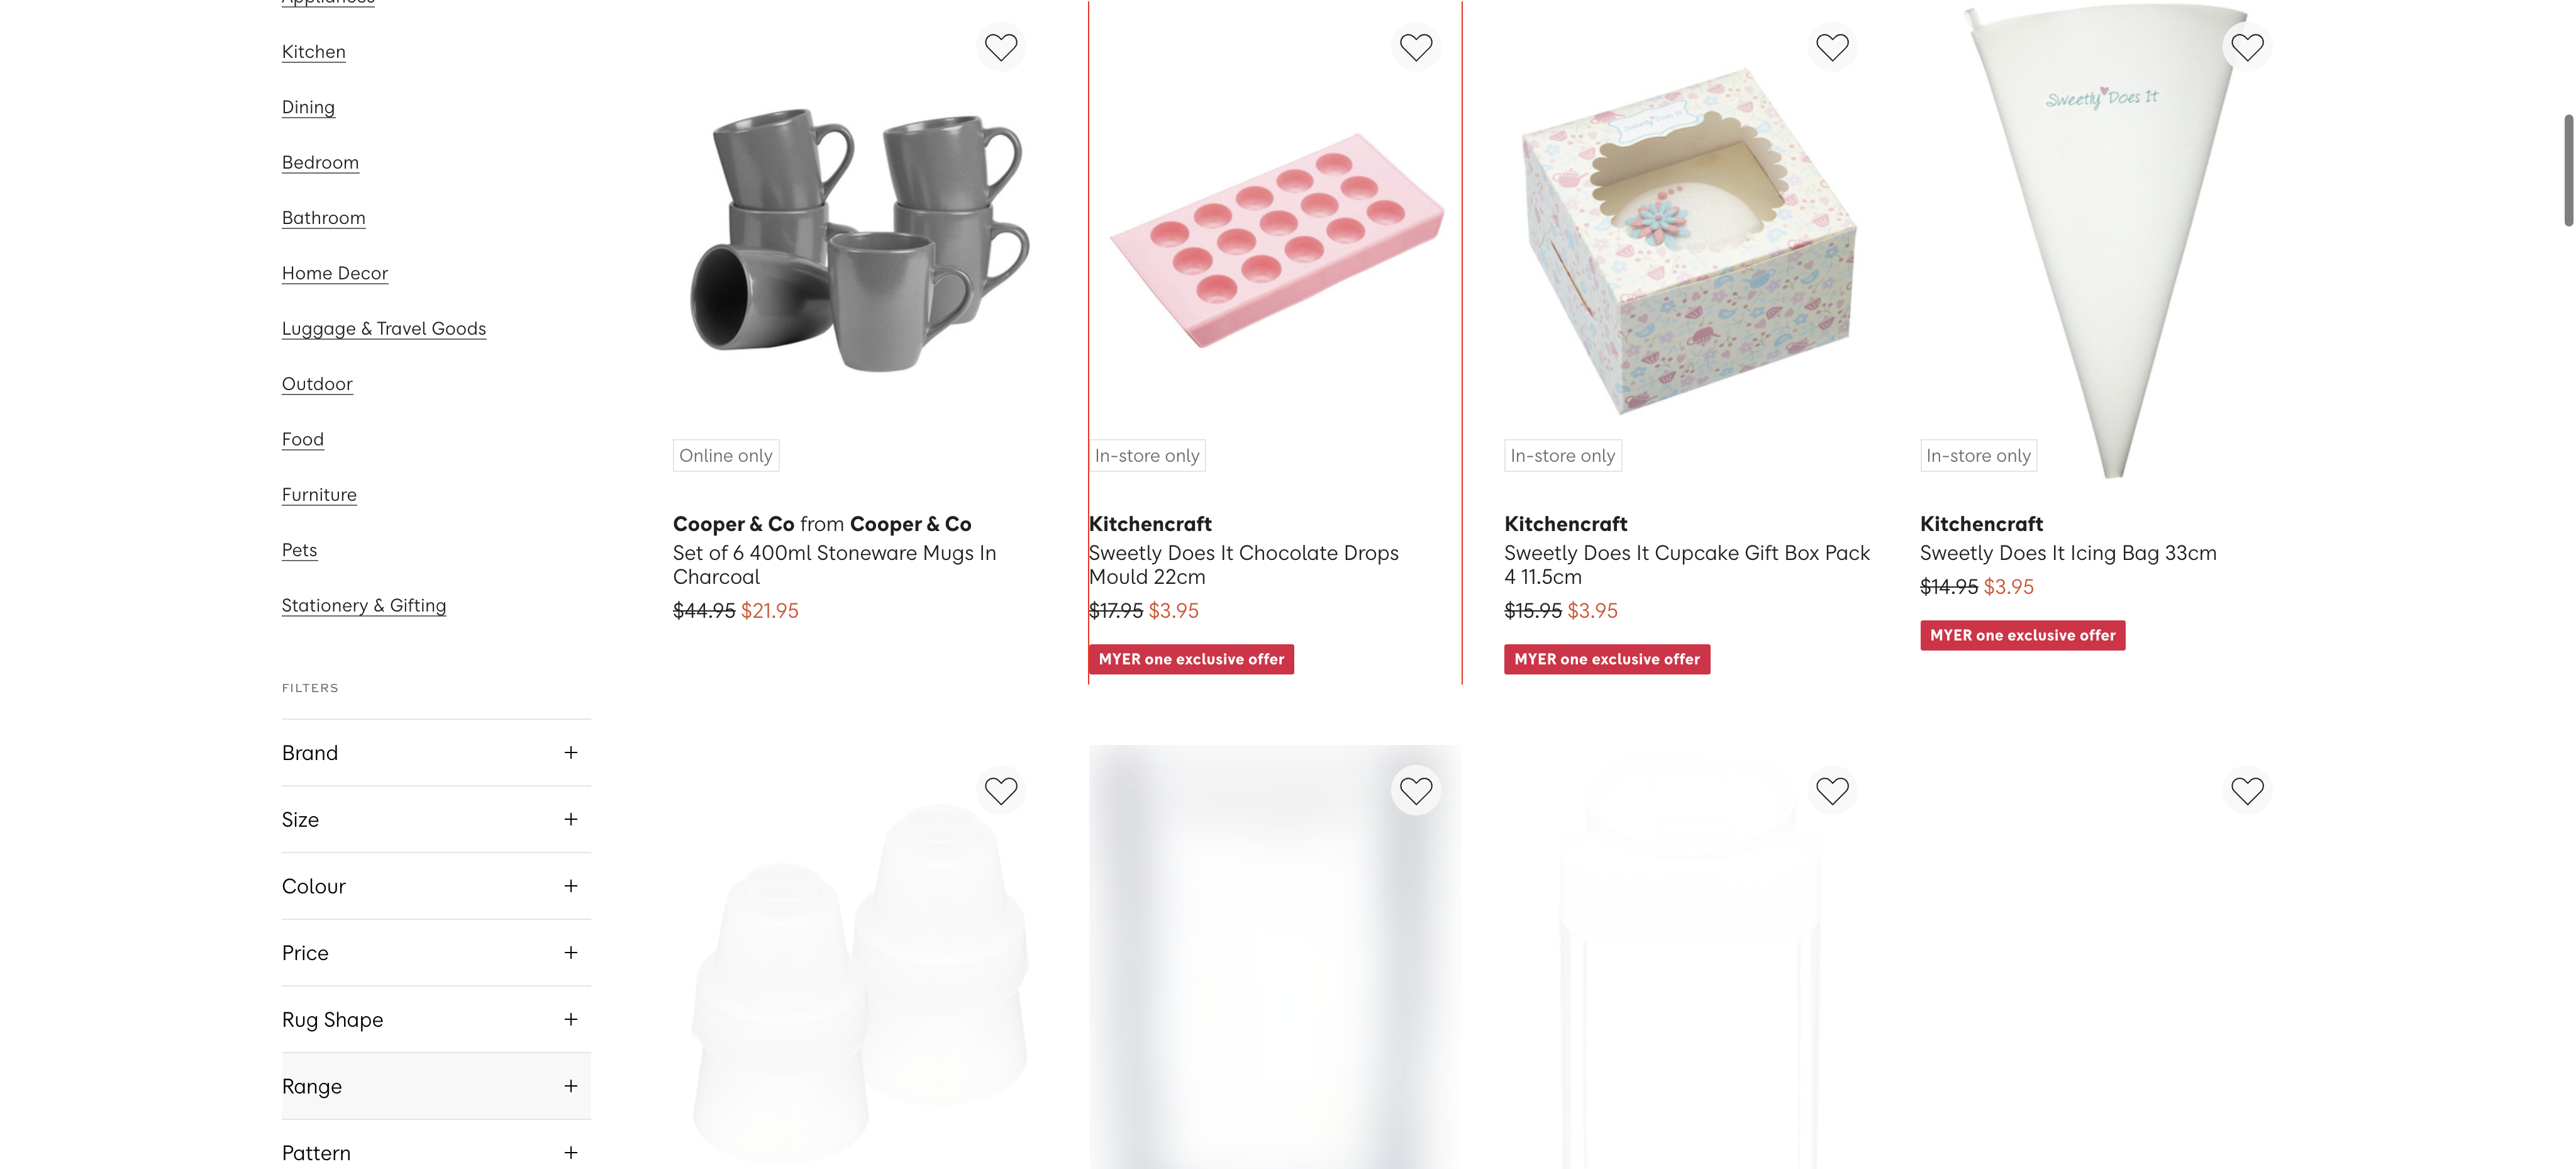 Appliances
Kitchen
Dining
Bedroom
Bathroom
Home Decor
Luggage & Travel Goods
Outdoor
Food
Furniture
Pets
Stationery & Gifting
FILTERS
Brand +
Size +
Colour +
Price +
Rug Shape +
Range +
Pattern +
Online only
Cooper & Co from Cooper & Co
Set of 6 400ml Stoneware Mugs In
Charcoal
$44.95 $21.95
In-store only
Kitchencraft
Sweetly Does It Chocolate Drops
Mould 22cm
$17.95 $3.95
MYER one exclusive offer
Sweetly Does It
In-store only
Kitchencraft
Sweetly Does It Cupcake Gift Box Pack
4 11.5cm
$15.95 $3.95
MYER one exclusive offer
Sweetly Does It
In-store only
Kitchencraft
Sweetly Does It Icing Bag 33cm
$14.95 $3.95
MYER one exclusive offer